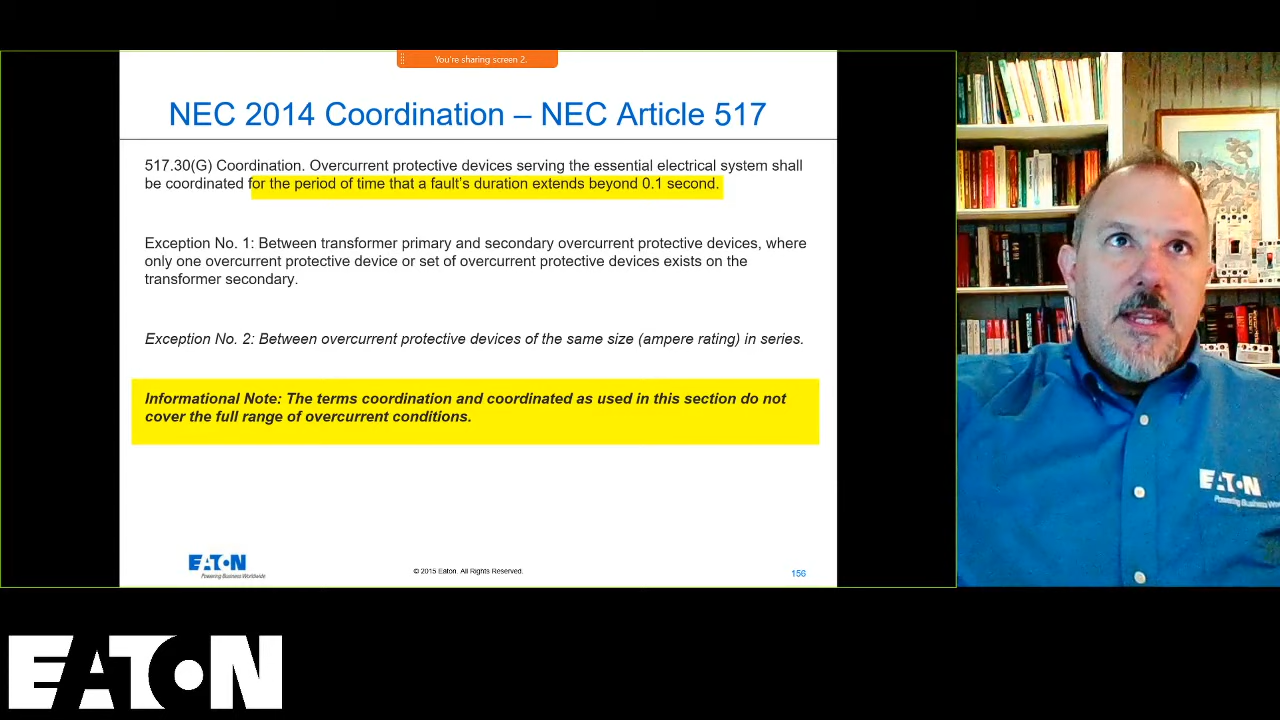 You're sharing screen 2.
NEC 2014 Coordination – NEC Article 517
517.30(G) Coordination. Overcurrent protective devices serving the essential electrical system shall
be coordinated for the period of time that a fault's duration extends beyond 0.1 second.
Exception No. 1: Between transformer primary and secondary overcurrent protective devices, where
only one overcurrent protective device or set of overcurrent protective devices exists on the
transformer secondary.
Exception No. 2: Between overcurrent protective devices of the same size (ampere rating) in series.
Informational Note: The terms coordination and coordinated as used in this section do not
cover the full range of overcurrent conditions.
EATON
Powering Business Worldwide
© 2015 Eaton. All Rights Reserved.
156
EATON
Powering Business
EATON